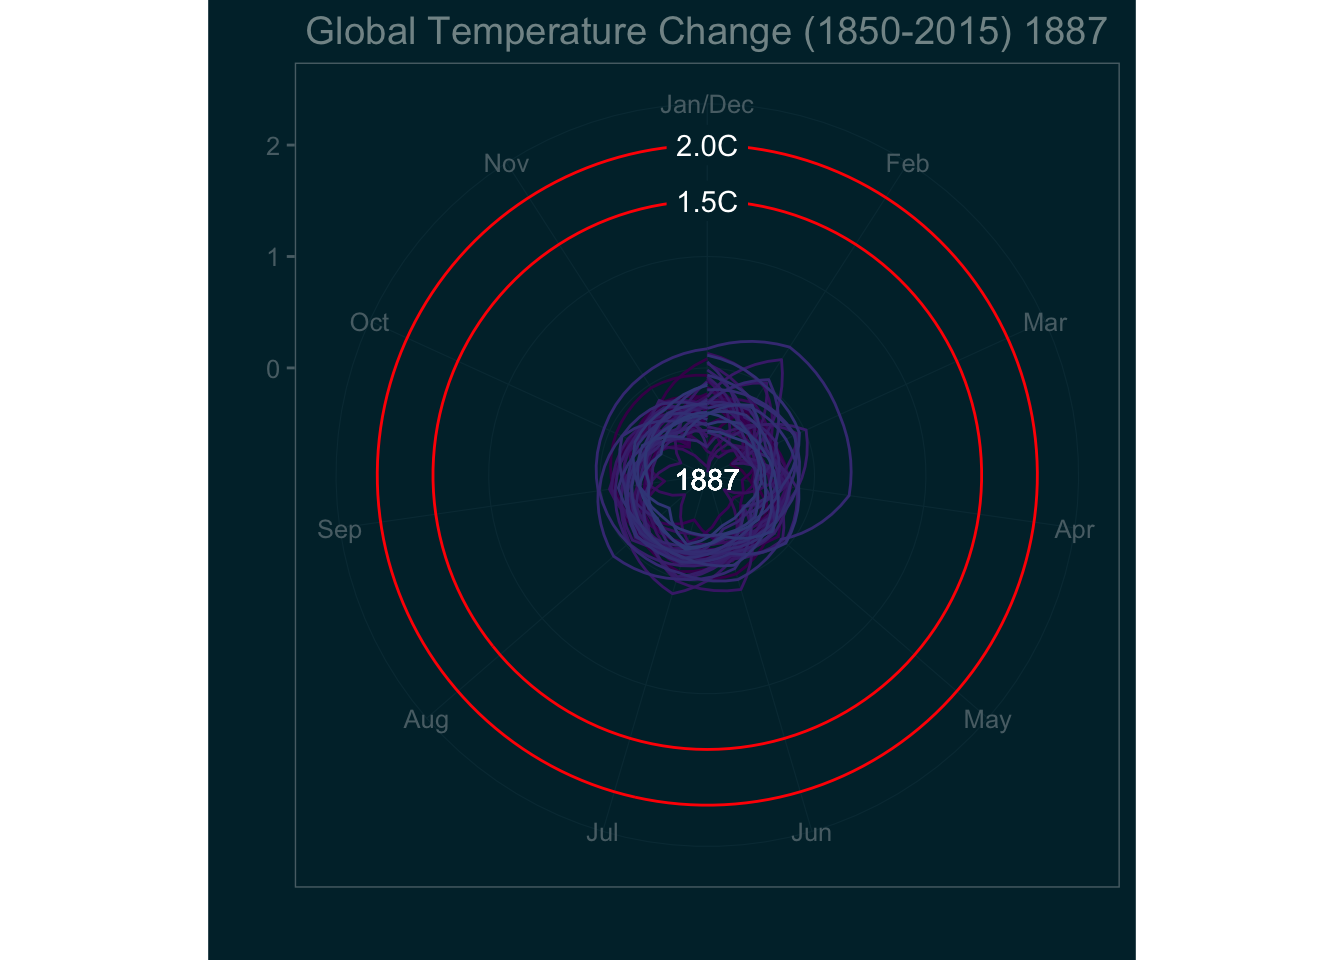 Global Temperature Change (1850-2015) 1887
Jan/Dec
2
2.0C
Nov
Feb
1.5C
1
Oct
Mar
0
1887
Sep
Apr
Aug
May
Jul
Jun